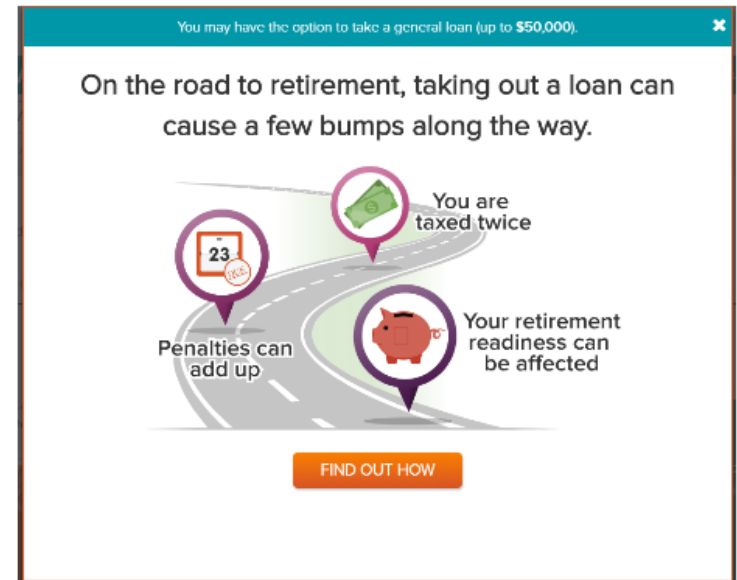 You may have the option to take a general loan (up to $50,000).
On the road to retirement, taking out a loan can
cause a few bumps along the way.
You are
taxed twice
23
Penalties can
add up
Your retirement
readiness can
be affected
FIND OUT HOW